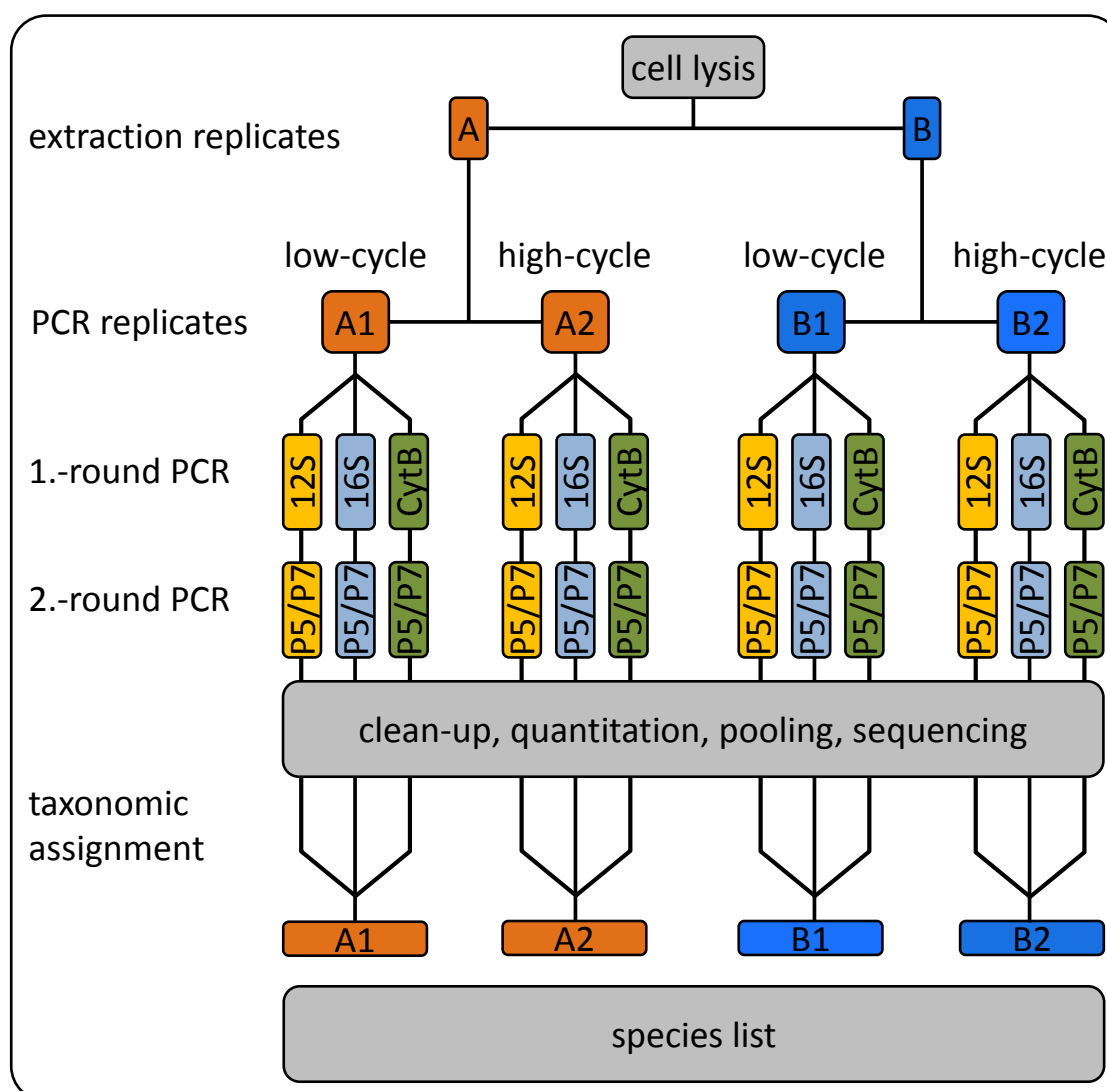 cell lysis
extraction replicates
A
B
low-cycle
high-cycle
low-cycle
high-cycle
PCR replicates
A1
A2
B1
B2
1.-round PCR
12S
16S
CytB
12S
16S
CytB
12S
16S
CytB
12S
16S
CytB
2.-round PCR
P5/P7
P5/P7
P5/P7
P5/P7
P5/P7
P5/P7
P5/P7
P5/P7
P5/P7
P5/P7
P5/P7
P5/P7
clean-up, quantitation, pooling, sequencing
taxonomic
assignment
A1
A2
B1
B2
species list